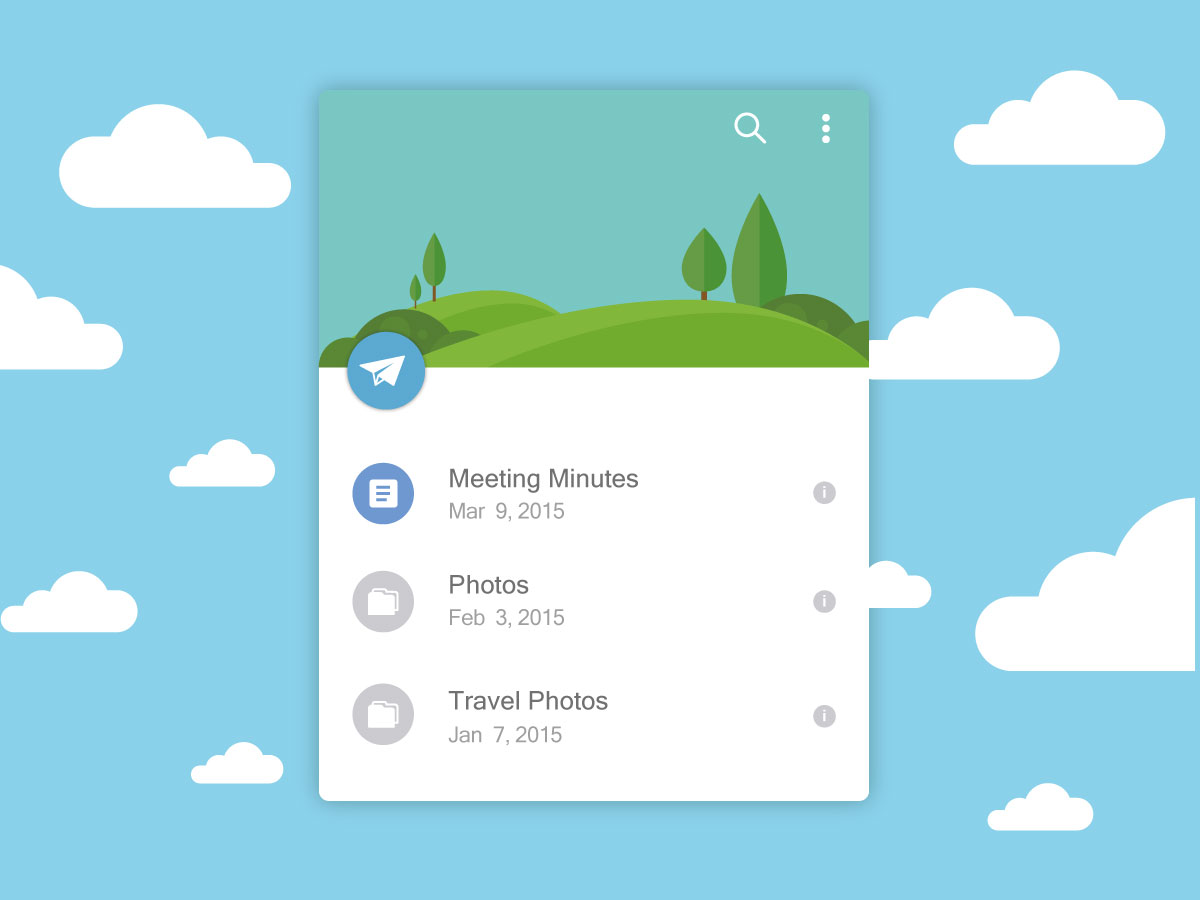 Meeting Minutes
Mar 9, 2015
Photos
Feb 3, 2015
Travel Photos
Jan 7, 2015